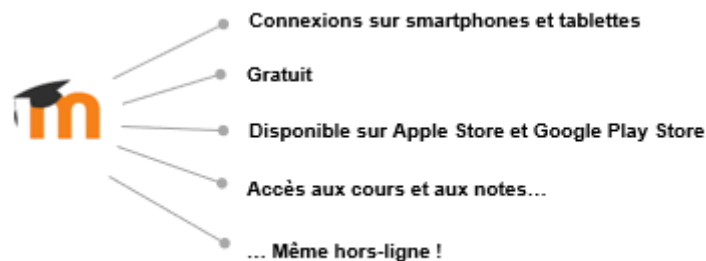 Connexions sur smartphones et tablettes
Gratuit
m
Disponible sur Apple Store et Google Play Store
Accès aux cours et aux notes...
... Même hors-ligne !